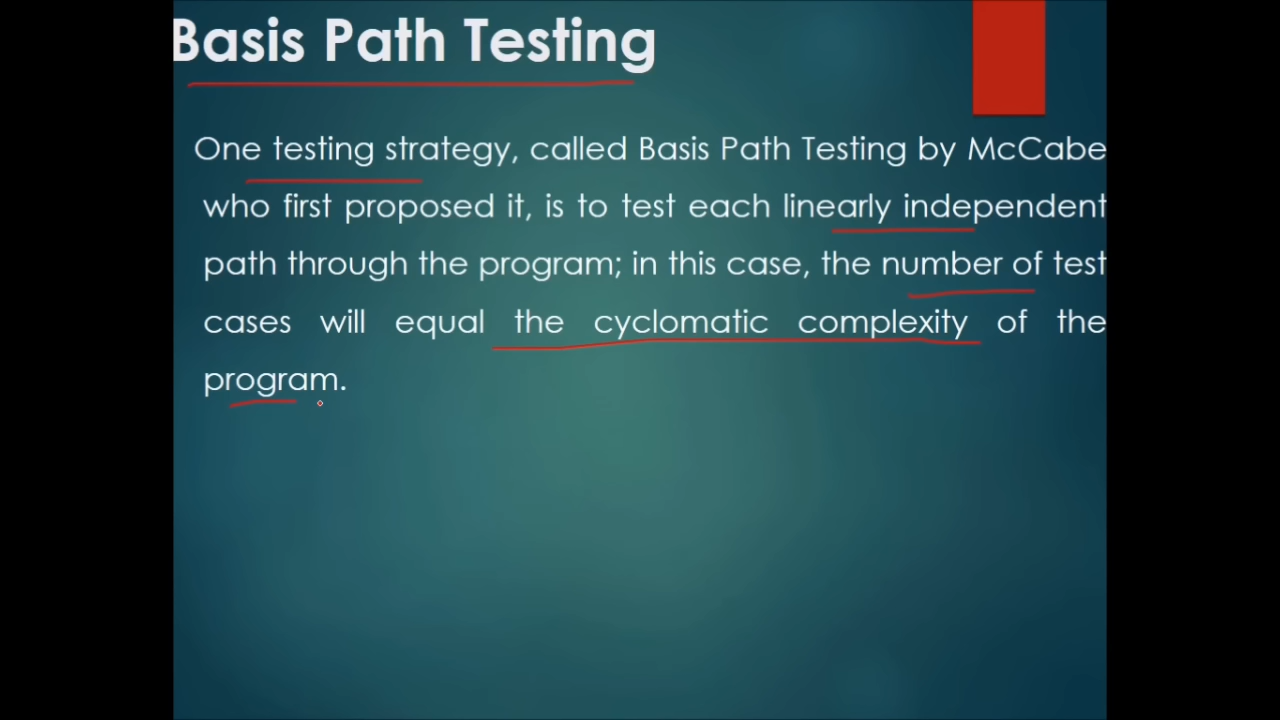 Basis Path Testing
One testing strategy, called Basis Path Testing by McCabe
who first proposed it, is to test each linearly independent
path through the program; in this case, the number of test
cases will equal the cyclomatic complexity of the
program.